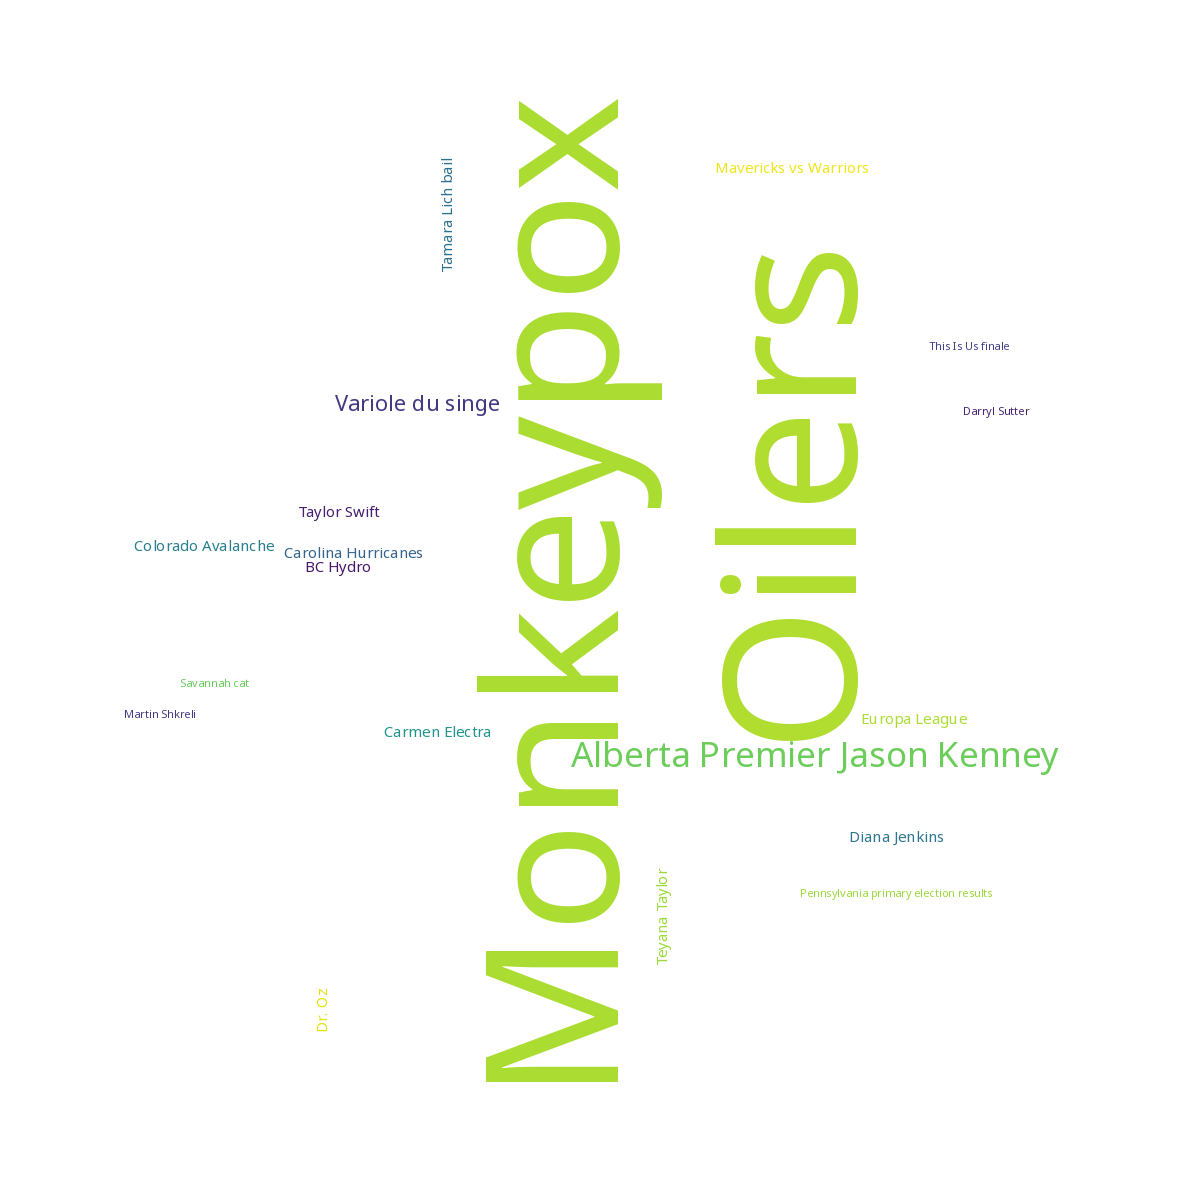 Monkeypox
Oilers
Tamara Lich bail
Mavericks vs Warriors
This Is Us finale
Variole du singe
Darryl Sutter
Taylor Swift
Colorado Avalanche
Carolina Hurricanes
BC Hydro
Savannah cat
Martin Shkreli
Europa League
Carmen Electra
Alberta Premier Jason Kenney
Diana Jenkins
Pennsylvania primary election results
Teyana Taylor
Dr. Oz